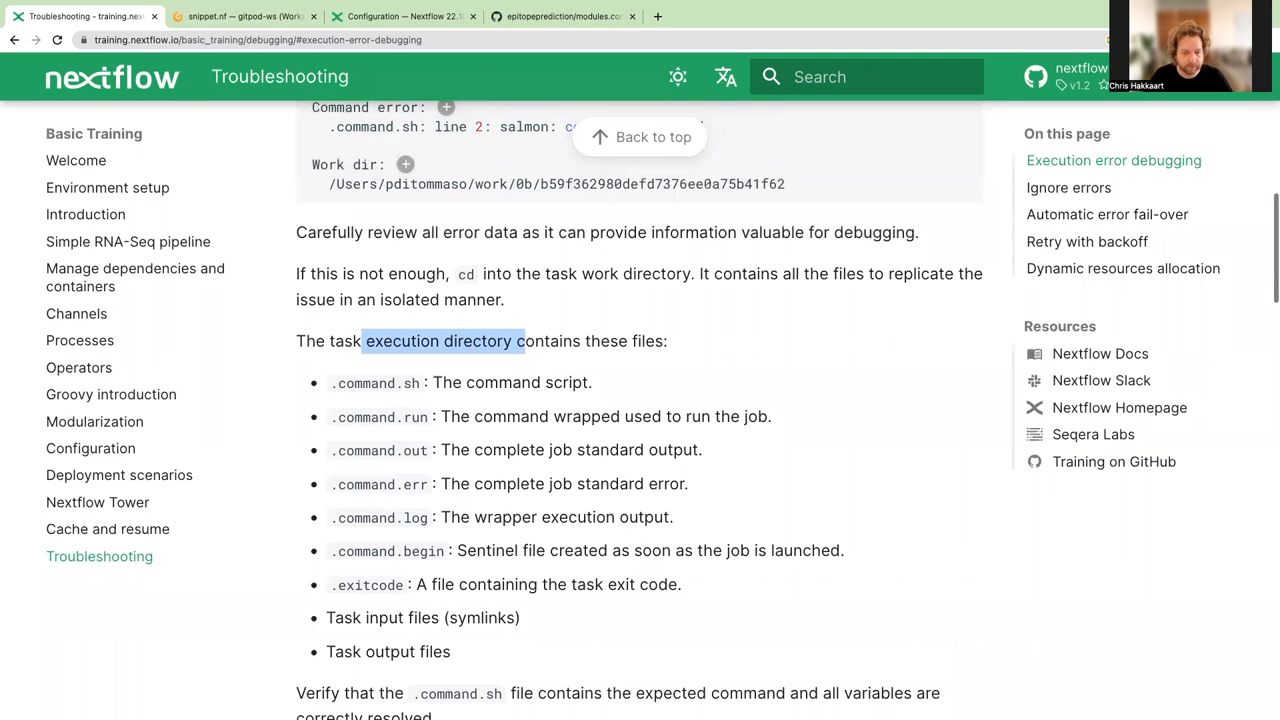 Troubleshooting - training.nex
snippet.nf — gitpod-ws (Works
Configuration — Nextflow 22.1
epitopeprediction/modules.co
training.nextflow.io/basic_training/debugging/#execution-error-debugging
nextflow
Troubleshooting
Search
nextflow
v1.2
Chris Hakkaart
Basic Training
Welcome
Environment setup
Introduction
Simple RNA-Seq pipeline
Manage dependencies and
containers
Channels
Processes
Operators
Groovy introduction
Modularization
Configuration
Deployment scenarios
Nextflow Tower
Cache and resume
Troubleshooting
Command error:
.command.sh: line 2: salmon:
Back to top
Work dir:
/Users/pditommaso/work/0b/b59f362980defd7376ee0a75b41f62
Carefully review all error data as it can provide information valuable for debugging.
If this is not enough, cd into the task work directory. It contains all the files to replicate the
issue in an isolated manner.
The task execution directory contains these files:
.command.sh : The command script.
.command.run : The command wrapped used to run the job.
.command.out : The complete job standard output.
.command.err : The complete job standard error.
.command.log : The wrapper execution output.
.command.begin : Sentinel file created as soon as the job is launched.
.exitcode : A file containing the task exit code.
Task input files (symlinks)
Task output files
Verify that the .command.sh file contains the expected command and all variables are
correctly resolved
On this page
Execution error debugging
Ignore errors
Automatic error fail-over
Retry with backoff
Dynamic resources allocation
Resources
Nextflow Docs
Nextflow Slack
Nextflow Homepage
Seqera Labs
Training on GitHub